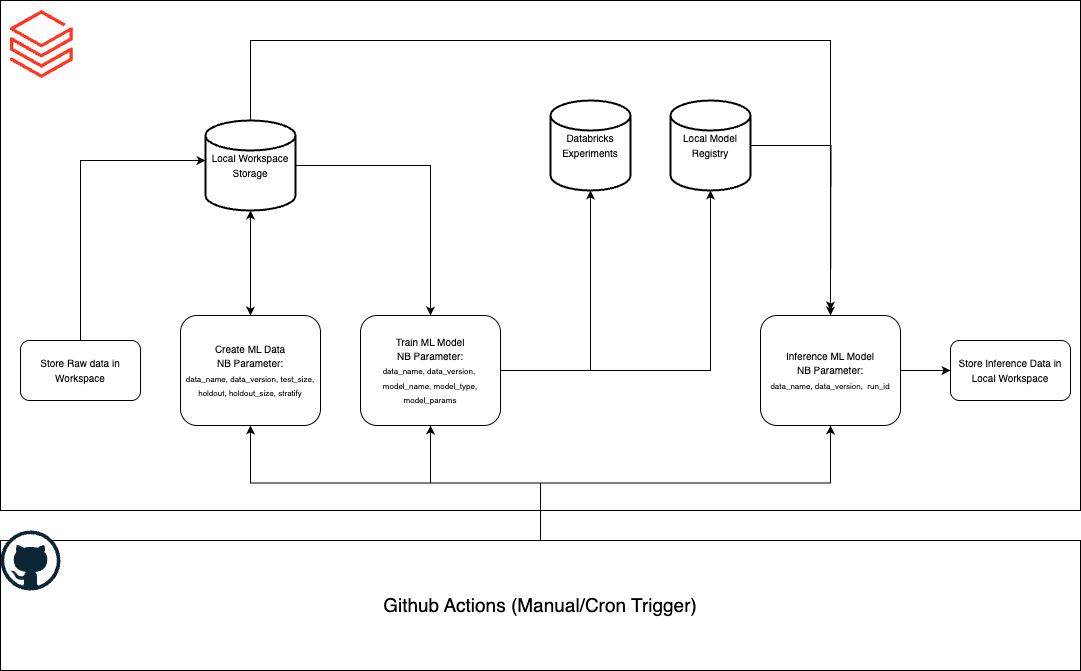 Databricks
Experiments
Local Model
Registry
Local Workspace
Storage
Store Raw data in
Workspace
Create ML Data
NB Parameter:
data_name, data_version, test_size,
holdout, holdout_size, stratify
Train ML Model
NB Parameter:
data_name, data_version,
model_name, model_type,
model_params
Inference ML Model
NB Parameter:
data_name, data_version, run_id
Store Inference Data in
Local Workspace
Github Actions (Manual/Cron Trigger)